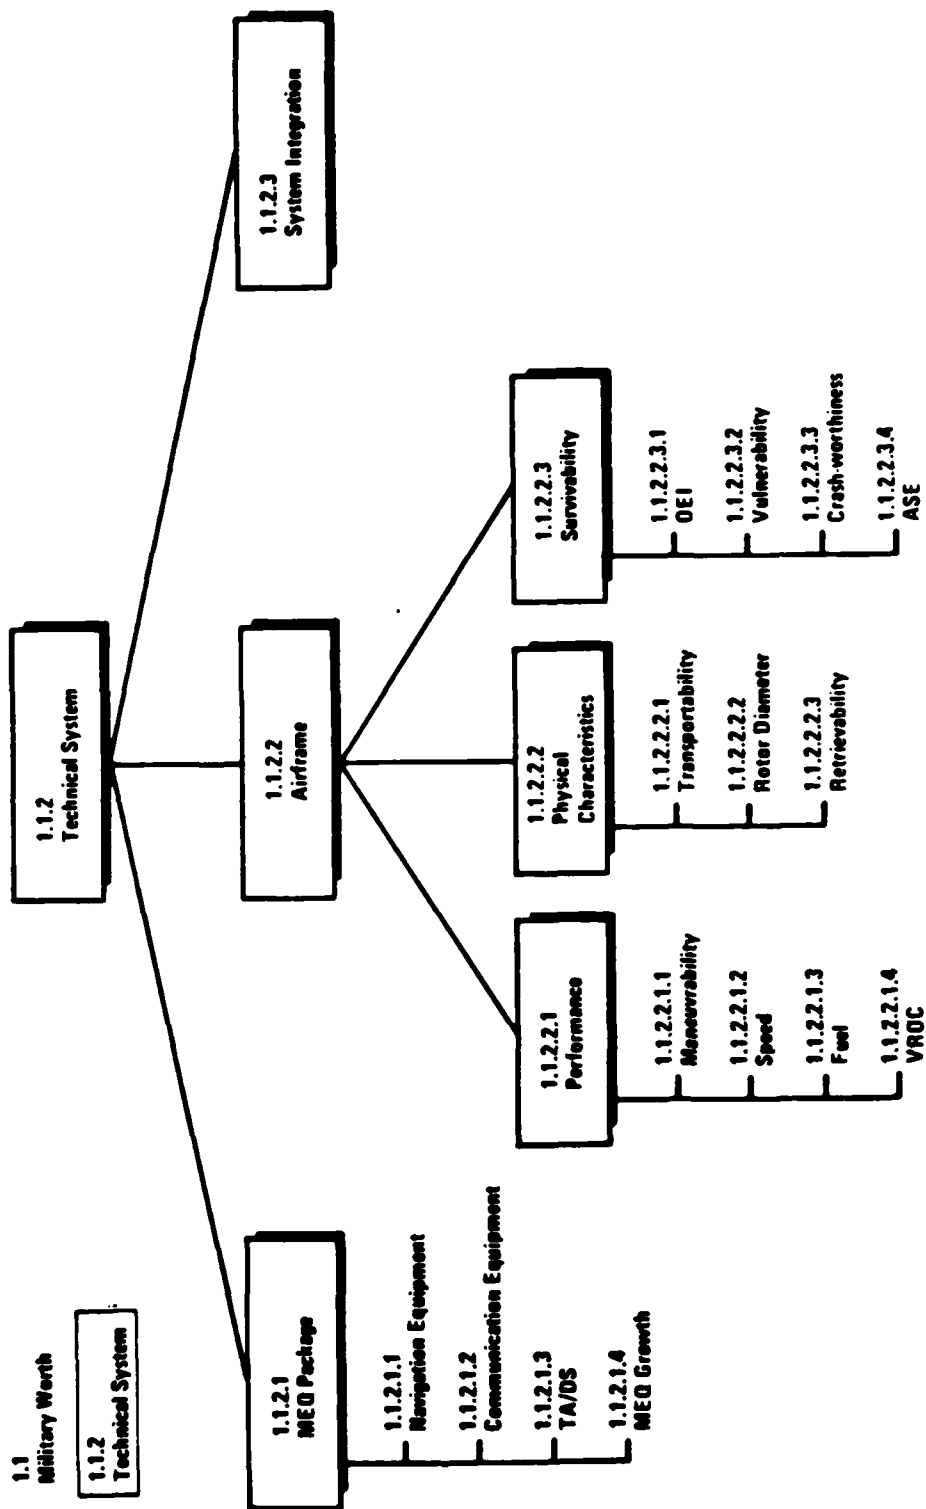 1.1
Military Worth
1.1.2
Technical System
1.1.2
Technical System
1.1.2.1
MEQ Package
1.1.2.2
Airframe
1.1.2.3
System Integration
1.1.2.1.1
Navigation Equipment
1.1.2.1.2
Communication Equipment
1.1.2.1.3
TA/DS
1.1.2.1.4
MEQ Growth
1.1.2.2.1
Performance
1.1.2.2.2
Physical
Characteristics
1.1.2.2.3
Survivability
1.1.2.2.1.1
Maneuvrability
1.1.2.2.1.2
Speed
1.1.2.2.1.3
Fuel
1.1.2.2.1.4
VROC
1.1.2.2.2.1
Transportability
1.1.2.2.2.2
Rotor Diameter
1.1.2.2.2.3
Retrievability
1.1.2.2.3.1
OEI
1.1.2.2.3.2
Vulnerability
1.1.2.2.3.3
Crash-worthiness
1.1.2.2.3.4
ASE